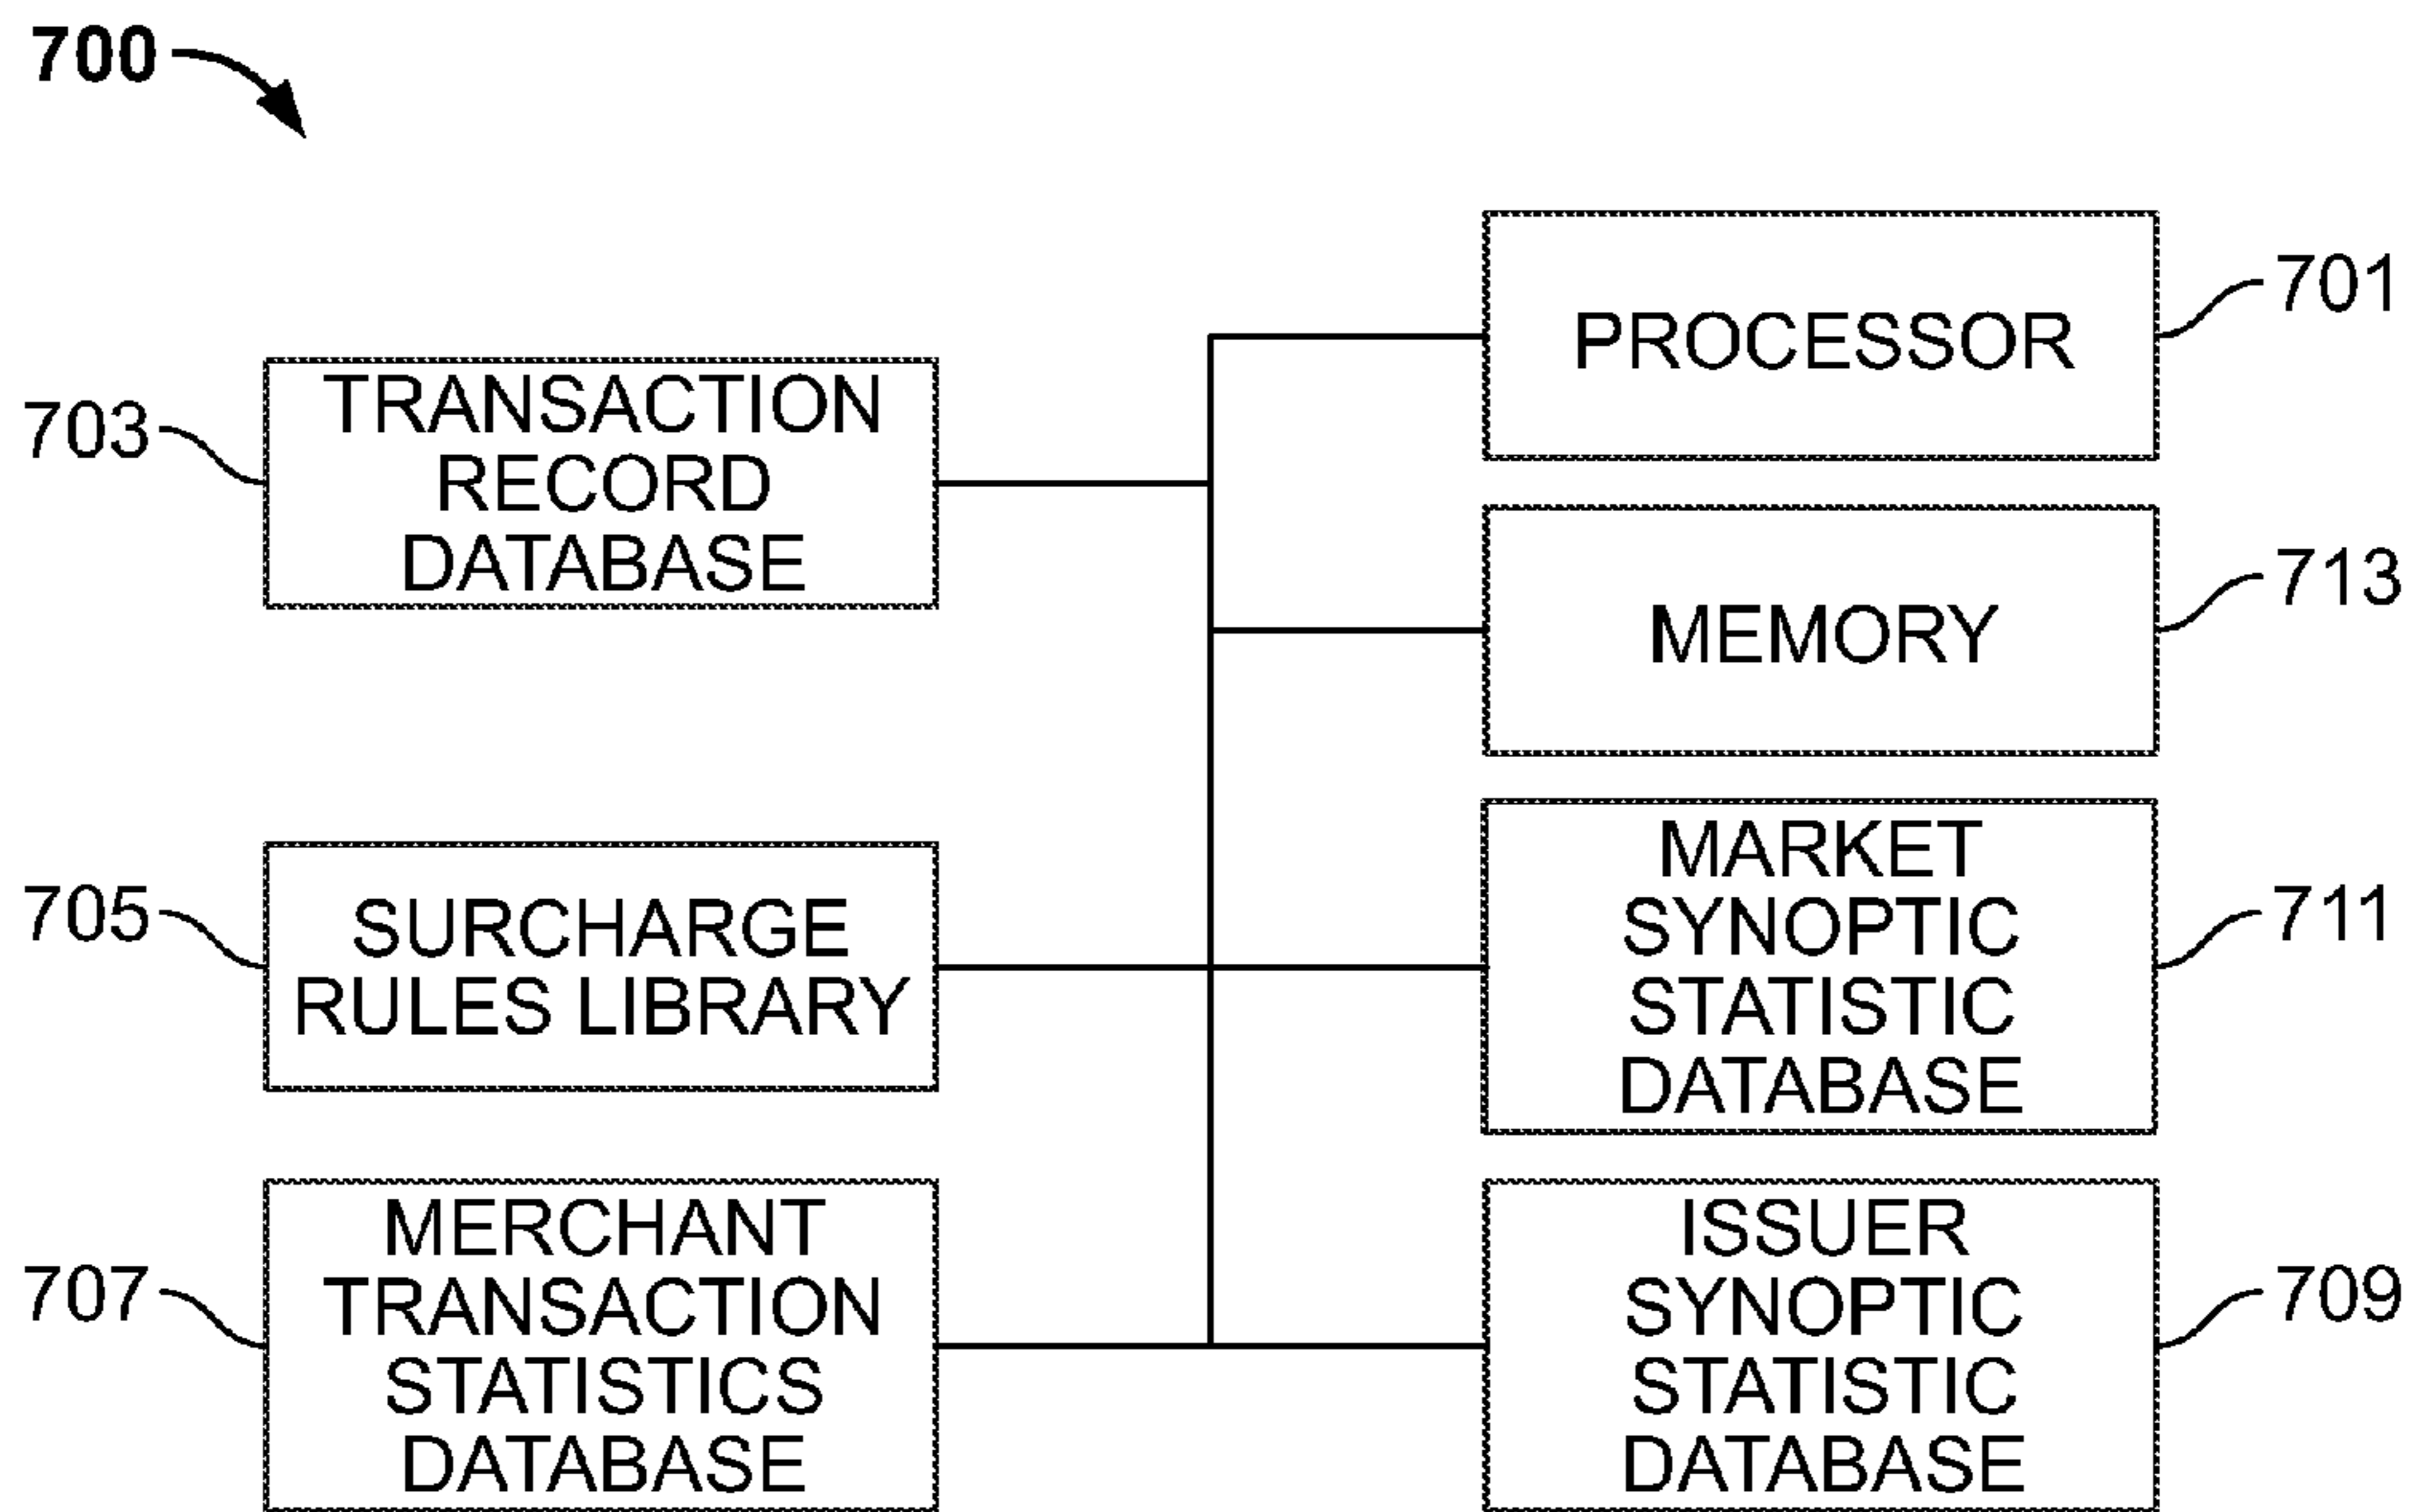 700
PROCESSOR
701
TRANSACTION
RECORD
DATABASE
703
MEMORY
713
SURCHARGE
RULES LIBRARY
705
MARKET
SYNOPTIC
STATISTIC
DATABASE
711
MERCHANT
TRANSACTION
STATISTICS
DATABASE
707
ISSUER
SYNOPTIC
STATISTIC
DATABASE
709